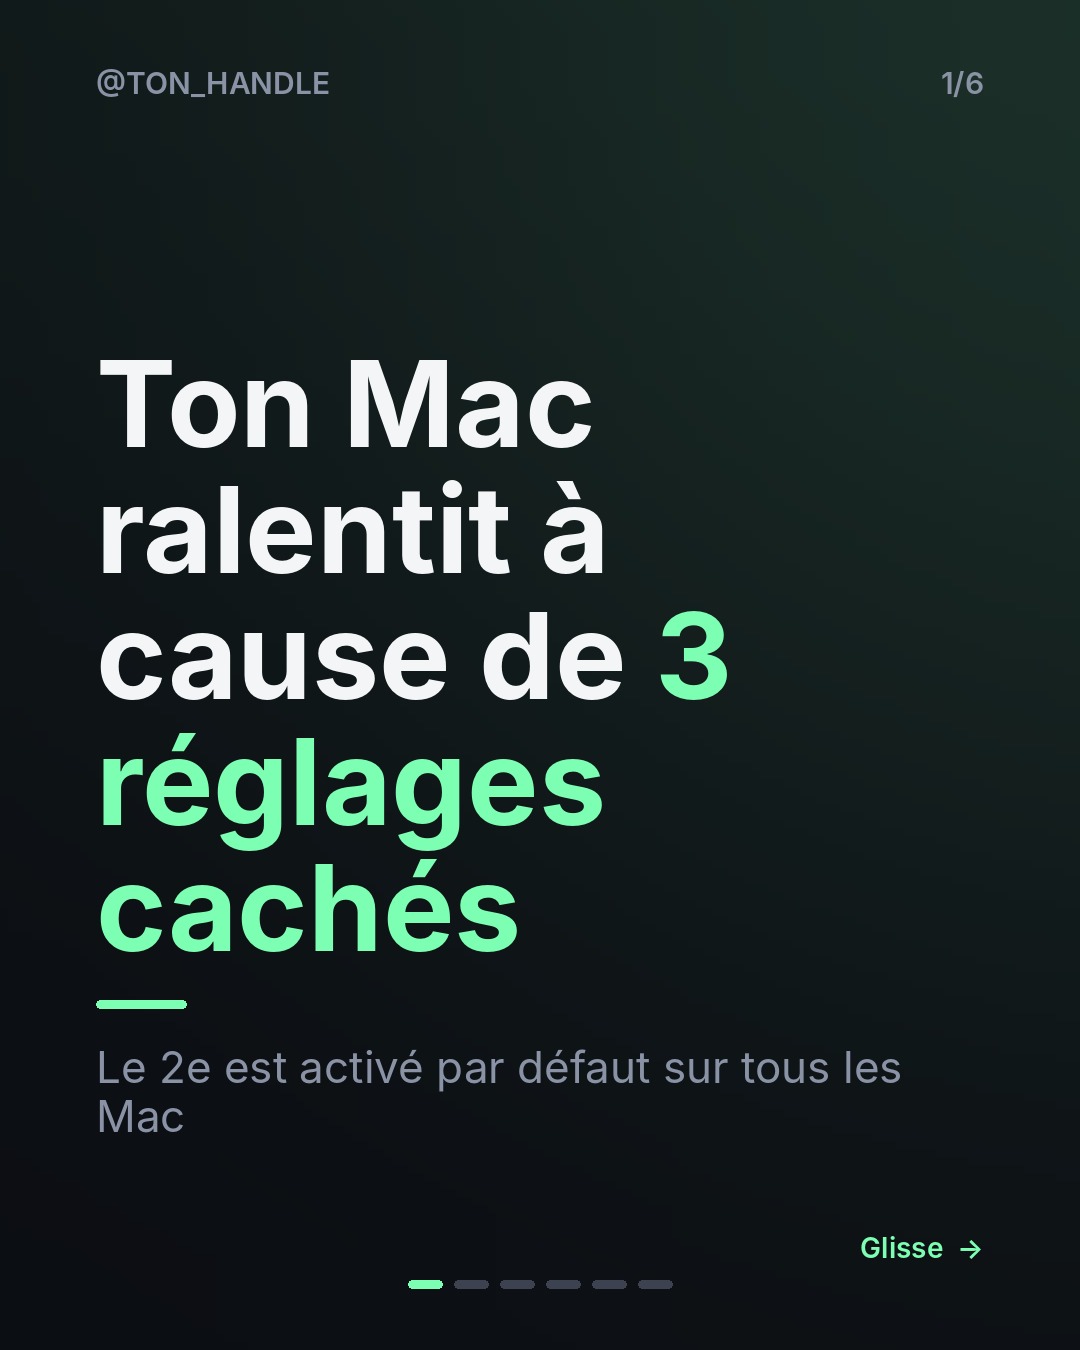 @TON_HANDLE
1/6
Ton Mac
ralentit à
cause de 3
réglages
cachés
Le 2e est activé par défaut sur tous les
Mac
Glisse →